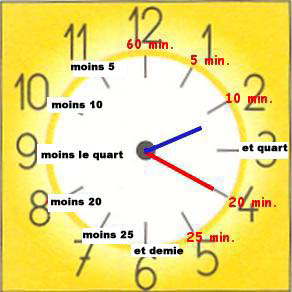 12
60 min.
11
moins 5
1
5 min.
10
moins 10
2
10 min.
9
moins le quart
et quart
3
8
moins 20
4
20 min.
7
moins 25
5
25 min.
et demie
6